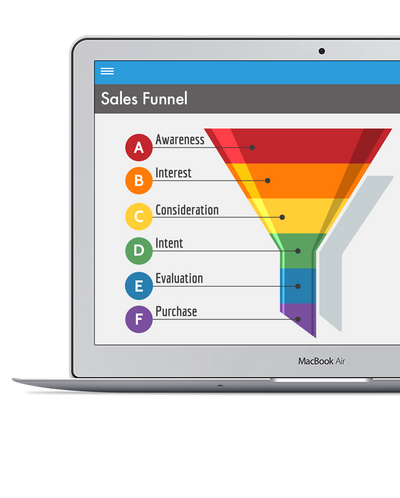 Sales Funnel
A Awareness
B Interest
C Consideration
D Intent
E Evaluation
F Purchase
MacBook Air